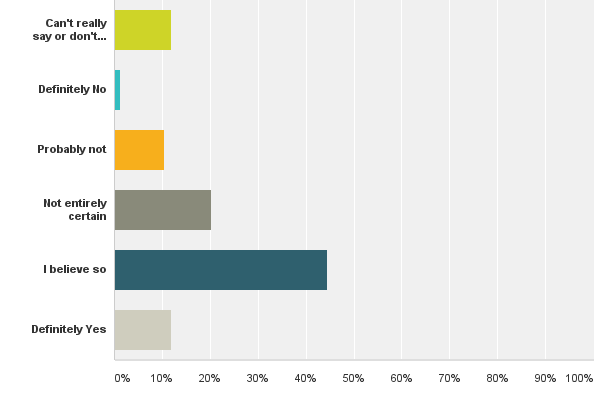 Can't really
say or don't...
Definitely No
Probably not
Not entirely
certain
I believe so
Definitely Yes
0% 10% 20% 30% 40% 50% 60% 70% 80% 90% 100%